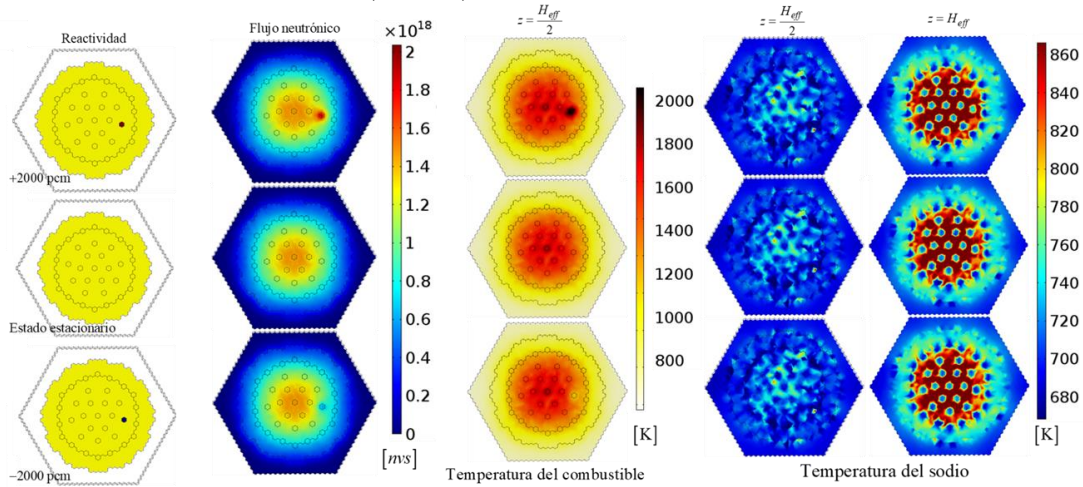 Reactividad
+2000 pcm
Estado estacionario
−2000 pcm
Flujo neutrónico
×10¹⁸
2
1.8
1.6
1.4
1.2
1
0.8
0.6
0.4
0.2
0
[nvs]
z = H_eff / 2
2000
1800
1600
1400
1200
1000
800
[K]
Temperatura del combustible
z = H_eff / 2
z = H_eff
860
840
820
800
780
760
740
720
700
680
[K]
Temperatura del sodio